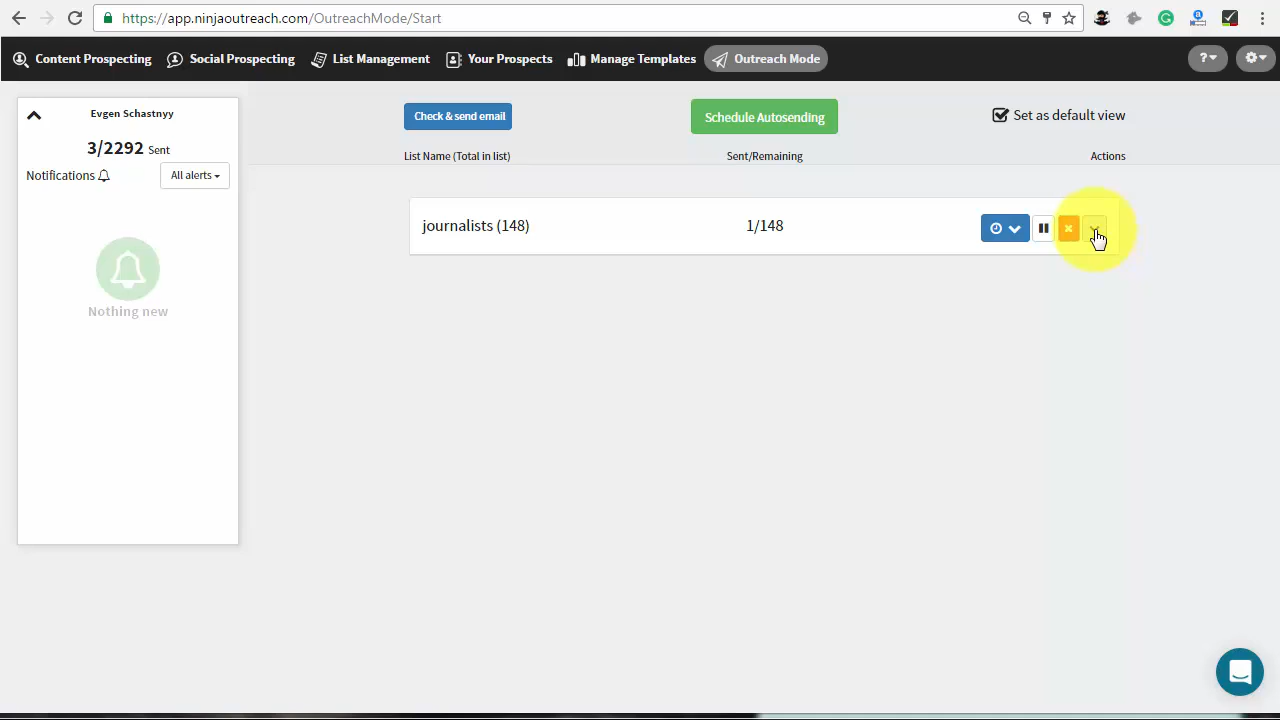 https://app.ninjaoutreach.com/OutreachMode/Start
Content Prospecting Social Prospecting List Management Your Prospects Manage Templates Outreach Mode ?
Evgen Schastnyy
3/2292 Sent
Notifications All alerts
Nothing new
Check & send email Schedule Autosending Set as default view
List Name (Total in list) Sent/Remaining Actions
journalists (148) 1/148